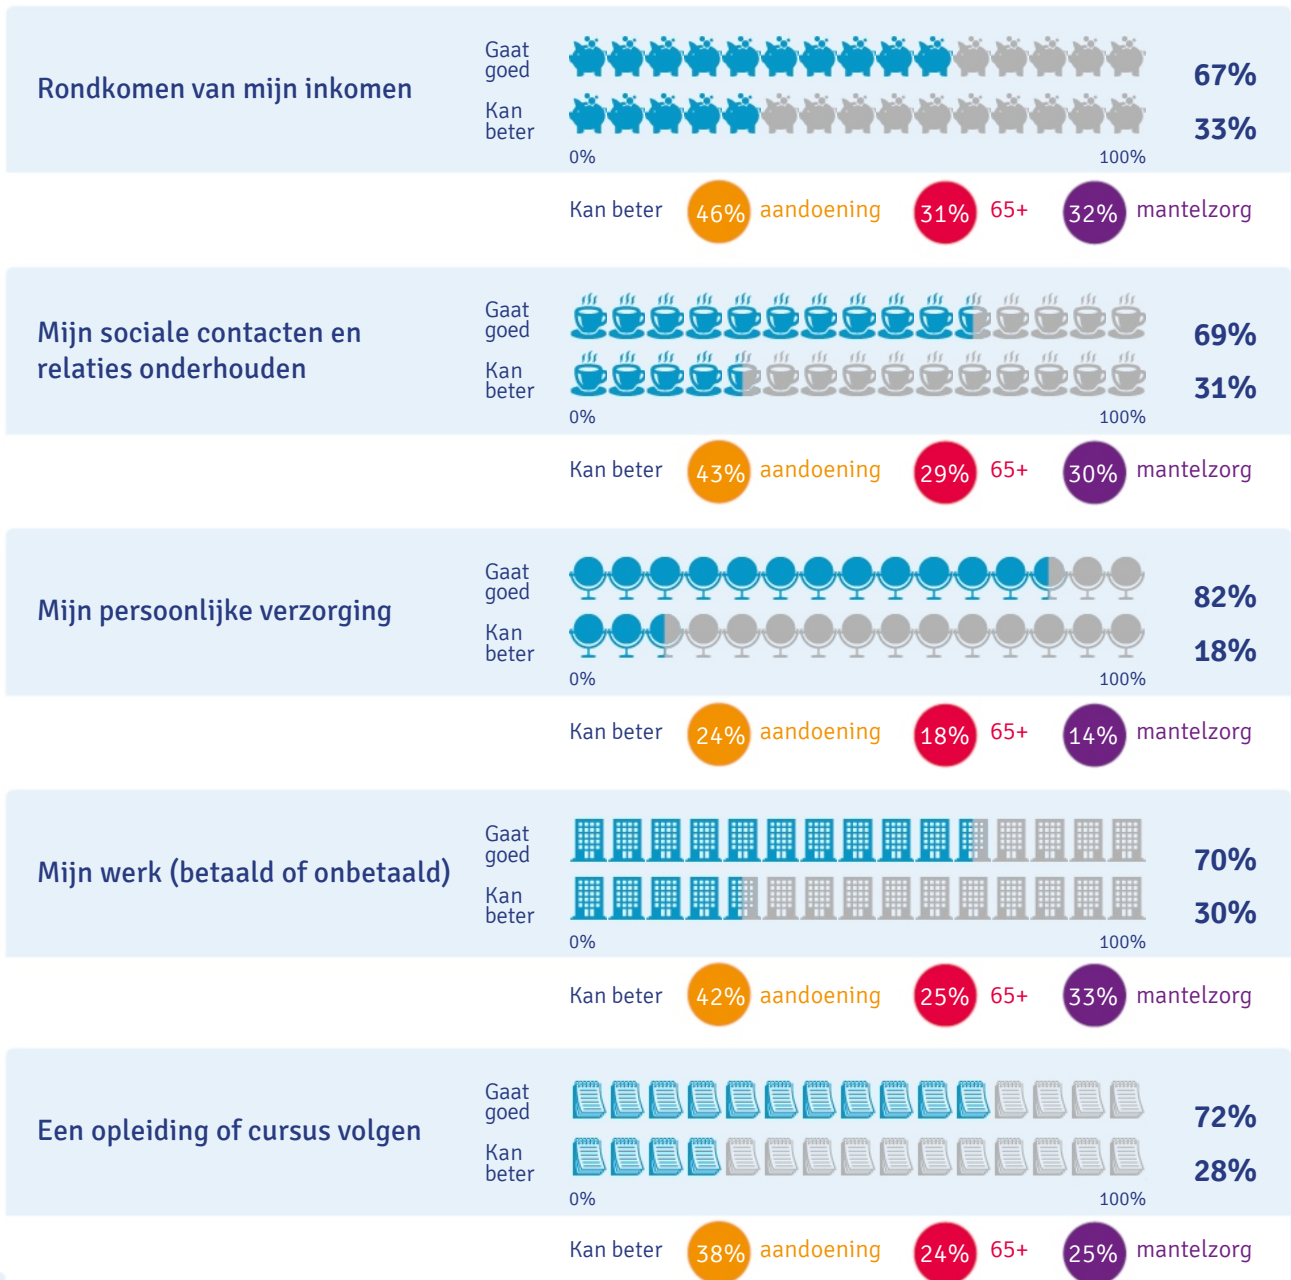 Rondkomen van mijn inkomen
Gaat
goed
67%
Kan
beter
33%
0% 100%
Kan beter 46% aandoening 31% 65+ 32% mantelzorg
Mijn sociale contacten en
relaties onderhouden
Gaat
goed
69%
Kan
beter
31%
0% 100%
Kan beter 43% aandoening 29% 65+ 30% mantelzorg
Mijn persoonlijke verzorging
Gaat
goed
82%
Kan
beter
18%
0% 100%
Kan beter 24% aandoening 18% 65+ 14% mantelzorg
Mijn werk (betaald of onbetaald)
Gaat
goed
70%
Kan
beter
30%
0% 100%
Kan beter 42% aandoening 25% 65+ 33% mantelzorg
Een opleiding of cursus volgen
Gaat
goed
72%
Kan
beter
28%
0% 100%
Kan beter 38% aandoening 24% 65+ 25% mantelzorg